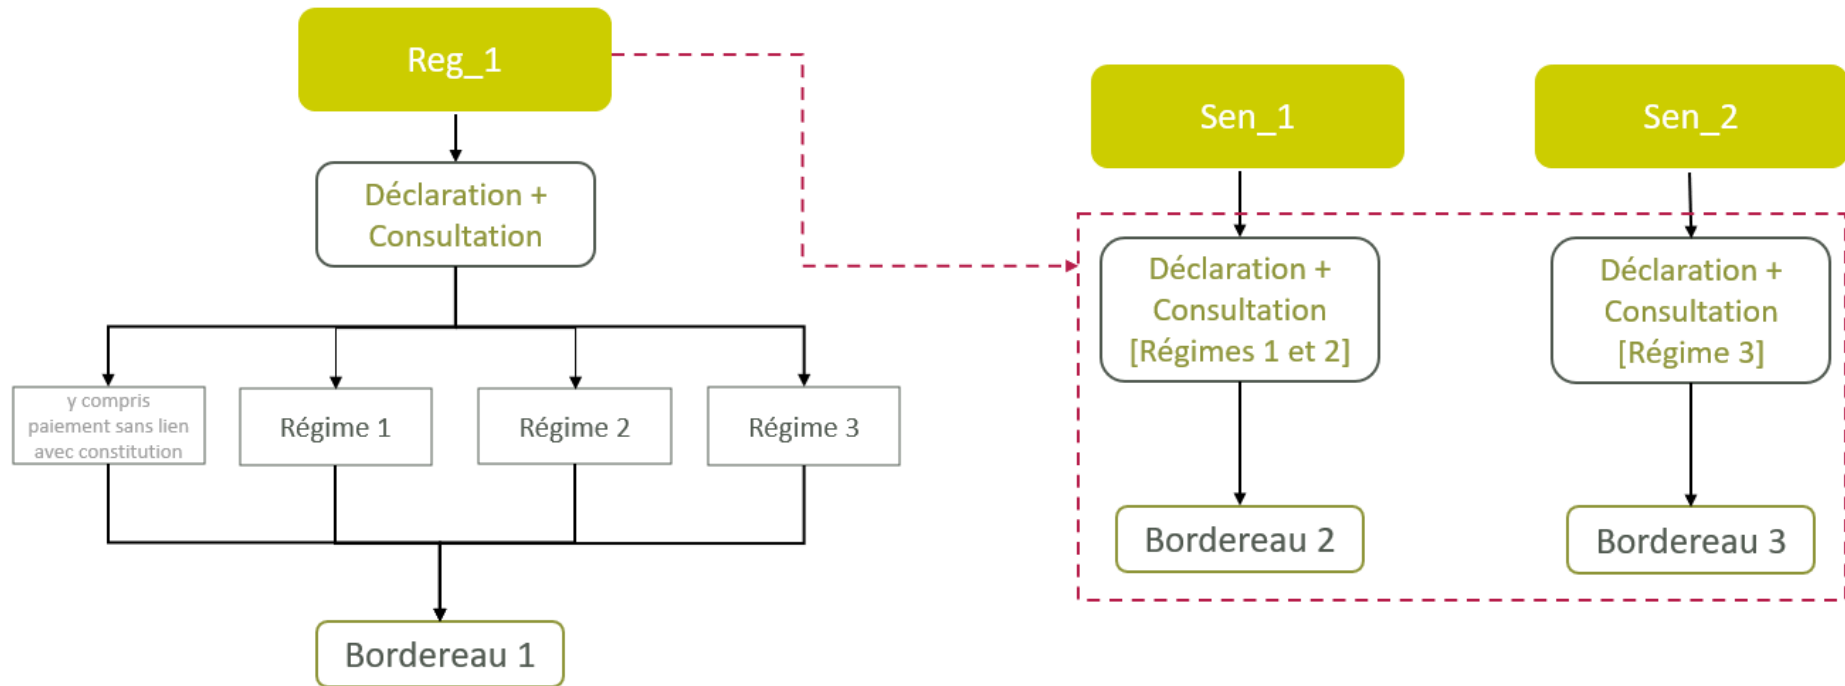 Reg_1
Déclaration +
Consultation
y compris
paiement sans lien
avec constitution
Régime 1
Régime 2
Régime 3
Bordereau 1
Sen_1
Déclaration +
Consultation
[Régimes 1 et 2]
Bordereau 2
Sen_2
Déclaration +
Consultation
[Régime 3]
Bordereau 3